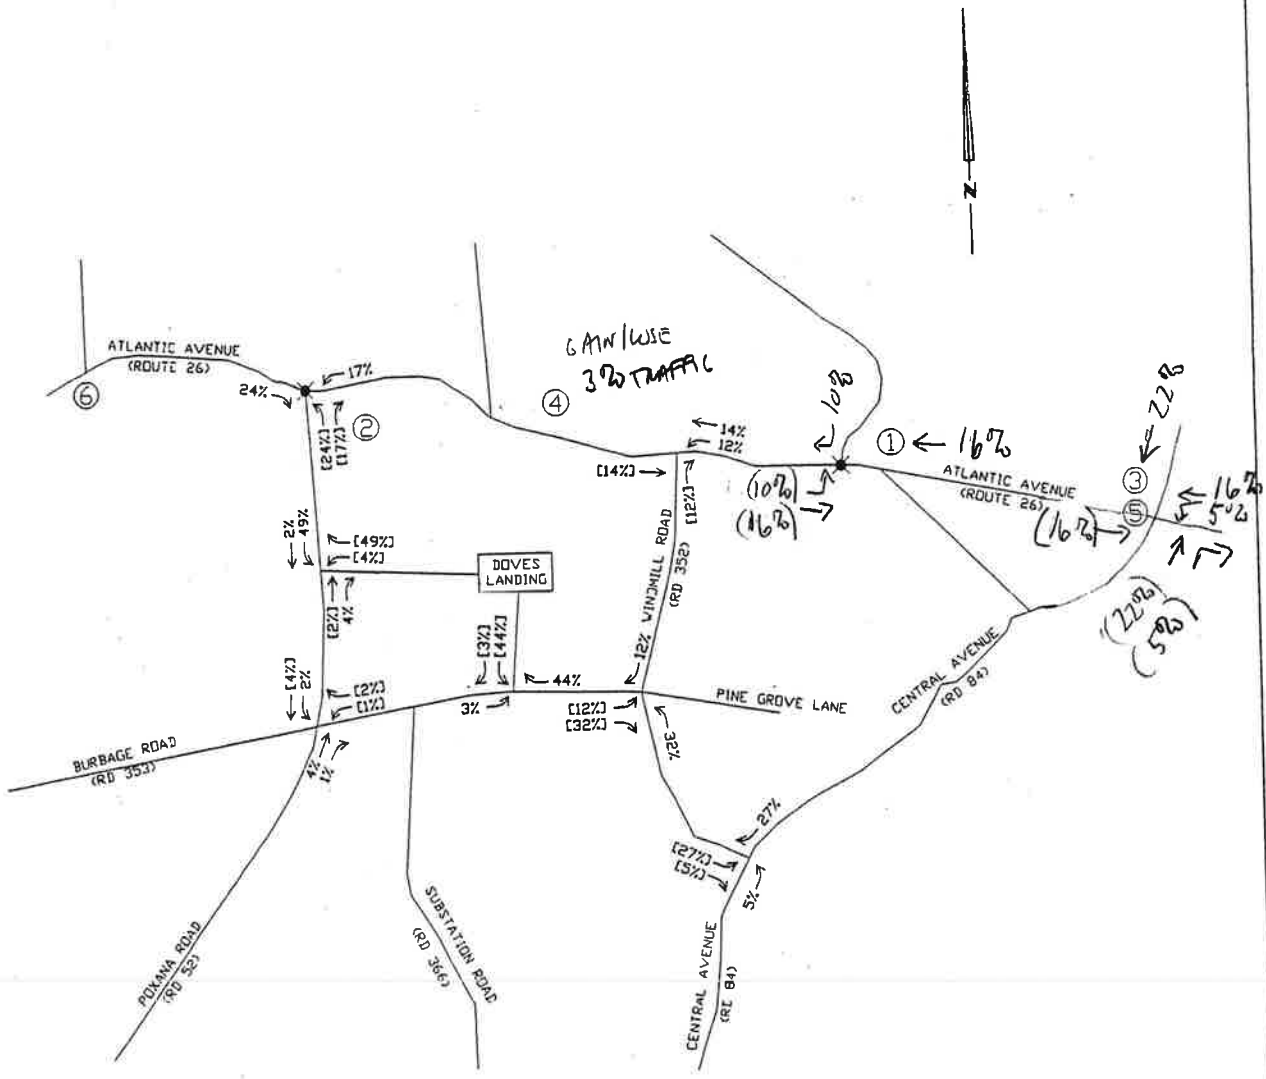 N
22%
GAIN/LOSE
3% TRAFFIC
10%
ATLANTIC AVENUE
(ROUTE 26)
6
24%
17%
2
[24%]
[17%]
4
14%
12%
[14%]
[12%]
(10%)
(16%)
1
16%
ATLANTIC AVENUE
(ROUTE 26)
3
5
16%
5%
(16%)
(22%)
(5%)
2%
49%
[49%]
[4%]
DOVES
LANDING
WINDMILL ROAD
(RD 352)
[2%]
4%
[3%]
[44%]
12%
[4%]
2%
[2%]
[1%]
44%
3%
[12%]
[32%]
PINE GROVE LANE
CENTRAL AVENUE
(RD 84)
BURBAGE ROAD
(RD 353)
4%
1%
32%
27%
[27%]
[5%]
5%
POXANA ROAD
(RD 52)
SUBSTATION ROAD
(RD 366)
CENTRAL AVENUE
(RD 84)